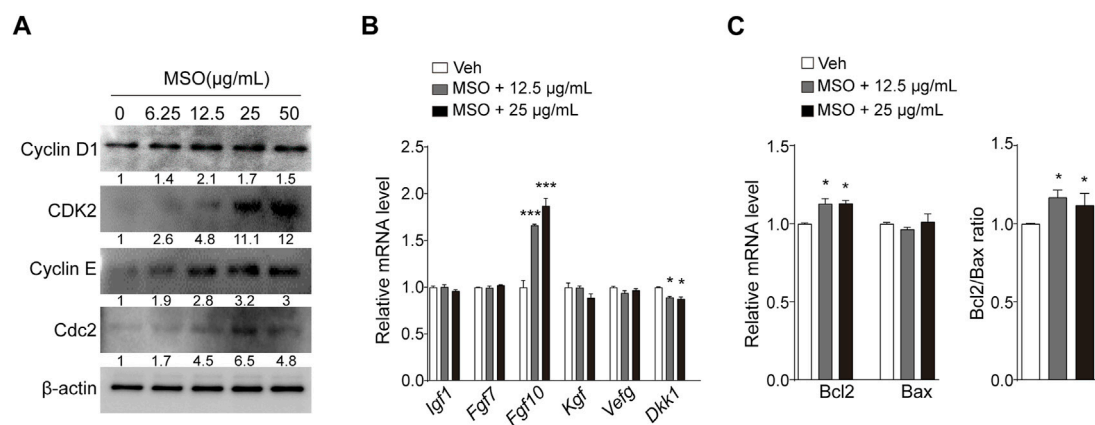 A
MSO(µg/mL)
0 6.25 12.5 25 50
Cyclin D1
1 1.4 2.1 1.7 1.5
CDK2
1 2.6 4.8 11.1 12
Cyclin E
1 1.9 2.8 3.2 3
Cdc2
1 1.7 4.5 6.5 4.8
β-actin
B
Veh
MSO + 12.5 µg/mL
MSO + 25 µg/mL
Relative mRNA level
2.5
2.0
1.5
1.0
0.5
0.0
*** ***
* *
Igf1 Fgf7 Fgf10 Kgf Vefg Dkk1
C
Veh
MSO + 12.5 µg/mL
MSO + 25 µg/mL
Relative mRNA level
1.5
1.0
0.5
0.0
* *
Bcl2 Bax
Bcl2/Bax ratio
1.5
1.0
0.5
0.0
* *